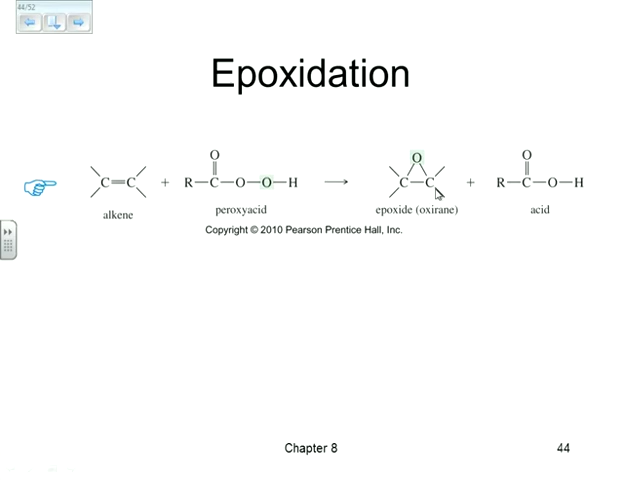 44/52
Epoxidation
O O O
C=C + R—C—O—O—H → C—C + R—C—O—H
alkene peroxyacid epoxide (oxirane) acid
Copyright © 2010 Pearson Prentice Hall, Inc.
Chapter 8 44